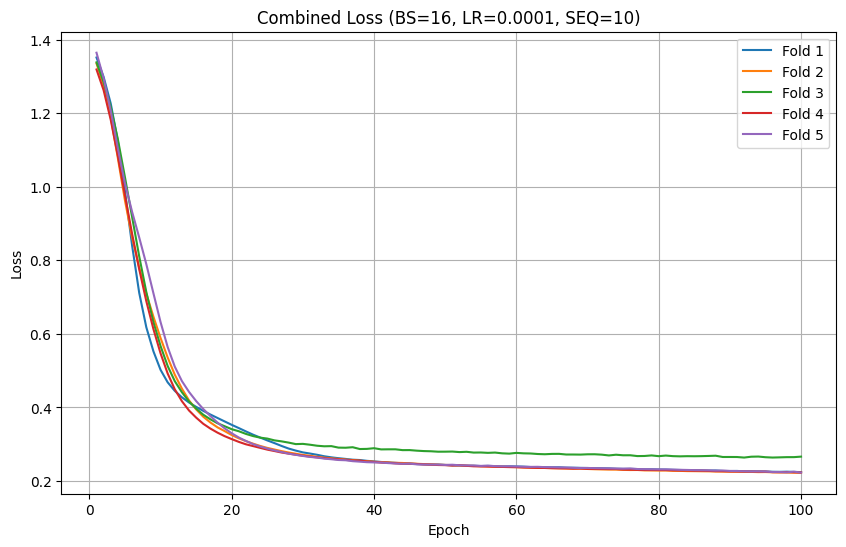 Combined Loss (BS=16, LR=0.0001, SEQ=10)
1.4
1.2
1.0
0.8
0.6
0.4
0.2
Loss
Fold 1
Fold 2
Fold 3
Fold 4
Fold 5
0 20 40 60 80 100
Epoch